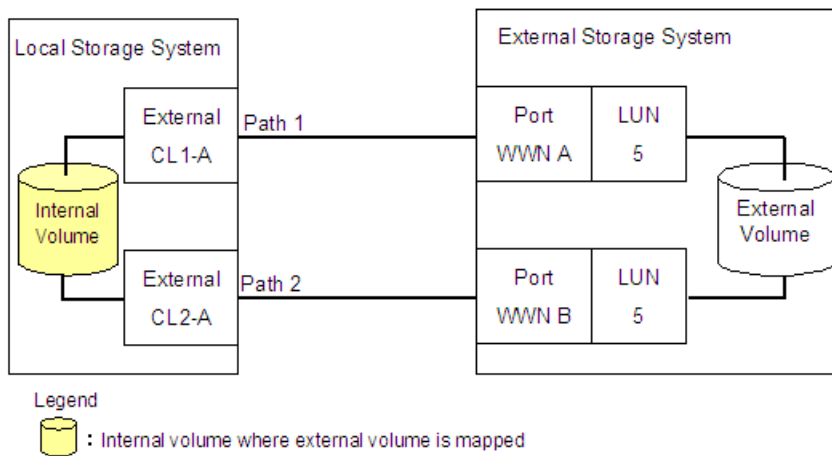 Local Storage System
External Storage System
External
CL1-A
Path 1
Port
WWN A
LUN
5
Internal
Volume
External
Volume
External
CL2-A
Path 2
Port
WWN B
LUN
5
Legend
: Internal volume where external volume is mapped